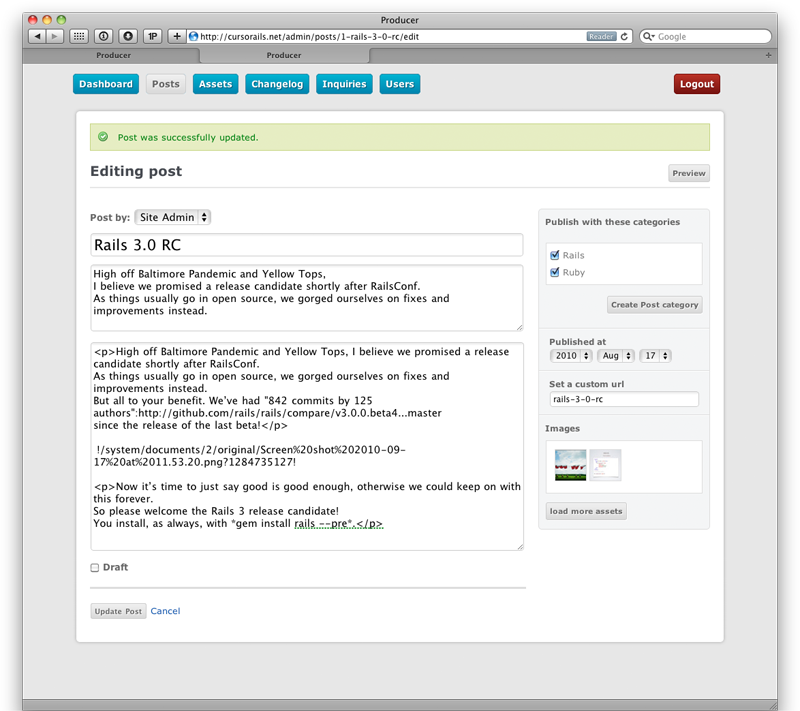 Producer
1P
http://cursorails.net/admin/posts/1-rails-3-0-rc/edit
Reader
Google
Producer
Producer
Dashboard
Posts
Assets
Changelog
Inquiries
Users
Logout
Post was successfully updated.
Editing post
Preview
Post by: Site Admin
Rails 3.0 RC
High off Baltimore Pandemic and Yellow Tops,
I believe we promised a release candidate shortly after RailsConf.
As things usually go in open source, we gorged ourselves on fixes and
improvements instead.
<p>High off Baltimore Pandemic and Yellow Tops, I believe we promised a release
candidate shortly after RailsConf.
As things usually go in open source, we gorged ourselves on fixes and
improvements instead.
But all to your benefit. We've had "842 commits by 125
authors":http://github.com/rails/rails/compare/v3.0.0.beta4...master
since the release of the last beta!</p>
!/system/documents/2/original/Screen%20shot%202010-09-
17%20at%2011.53.20.png?1284735127!
<p>Now it's time to just say good is good enough, otherwise we could keep on with
this forever.
So please welcome the Rails 3 release candidate!
You install, as always, with *gem install rails --pre*.</p>
Draft
Update Post
Cancel
Publish with these categories
Rails
Ruby
Create Post category
Published at
2010
Aug
17
Set a custom url
rails-3-0-rc
Images
load more assets